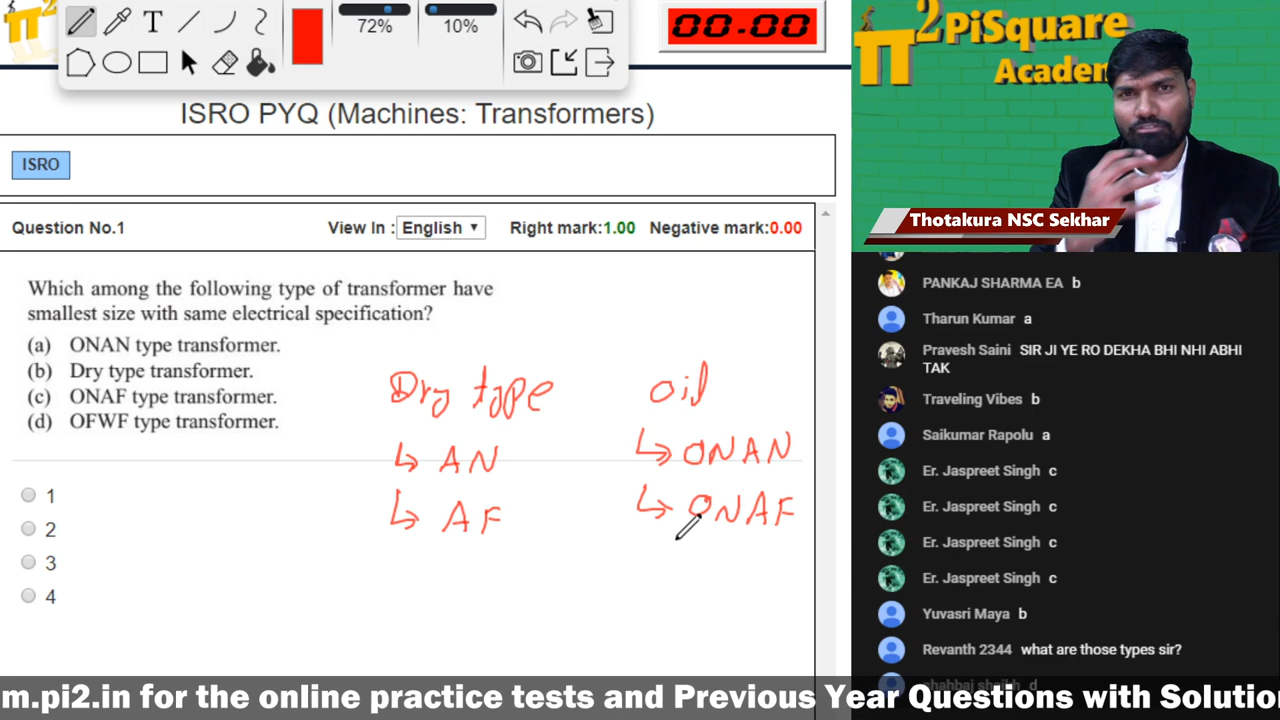 72%
10%
00.00
π2 PiSquare
Academ
ISRO PYQ (Machines: Transformers)
ISRO
Question No.1
View In : English ▼
Right mark:1.00
Negative mark:0.00
Which among the following type of transformer have
smallest size with same electrical specification?
(a) ONAN type transformer.
(b) Dry type transformer.
(c) ONAF type transformer.
(d) OFWF type transformer.
1
2
3
4
Dry type
↳ AN
↳ AF
oil
↳ ONAN
↳ ONAF
Thotakura NSC Sekhar
PANKAJ SHARMA EA b
Tharun Kumar a
Pravesh Saini SIR JI YE RO DEKHA BHI NHI ABHI
TAK
Traveling Vibes b
Saikumar Rapolu a
Er. Jaspreet Singh c
Er. Jaspreet Singh c
Er. Jaspreet Singh c
Er. Jaspreet Singh c
Yuvasri Maya b
Revanth 2344 what are those types sir?
m.pi2.in for the online practice tests and Previous Year Questions with Solutio